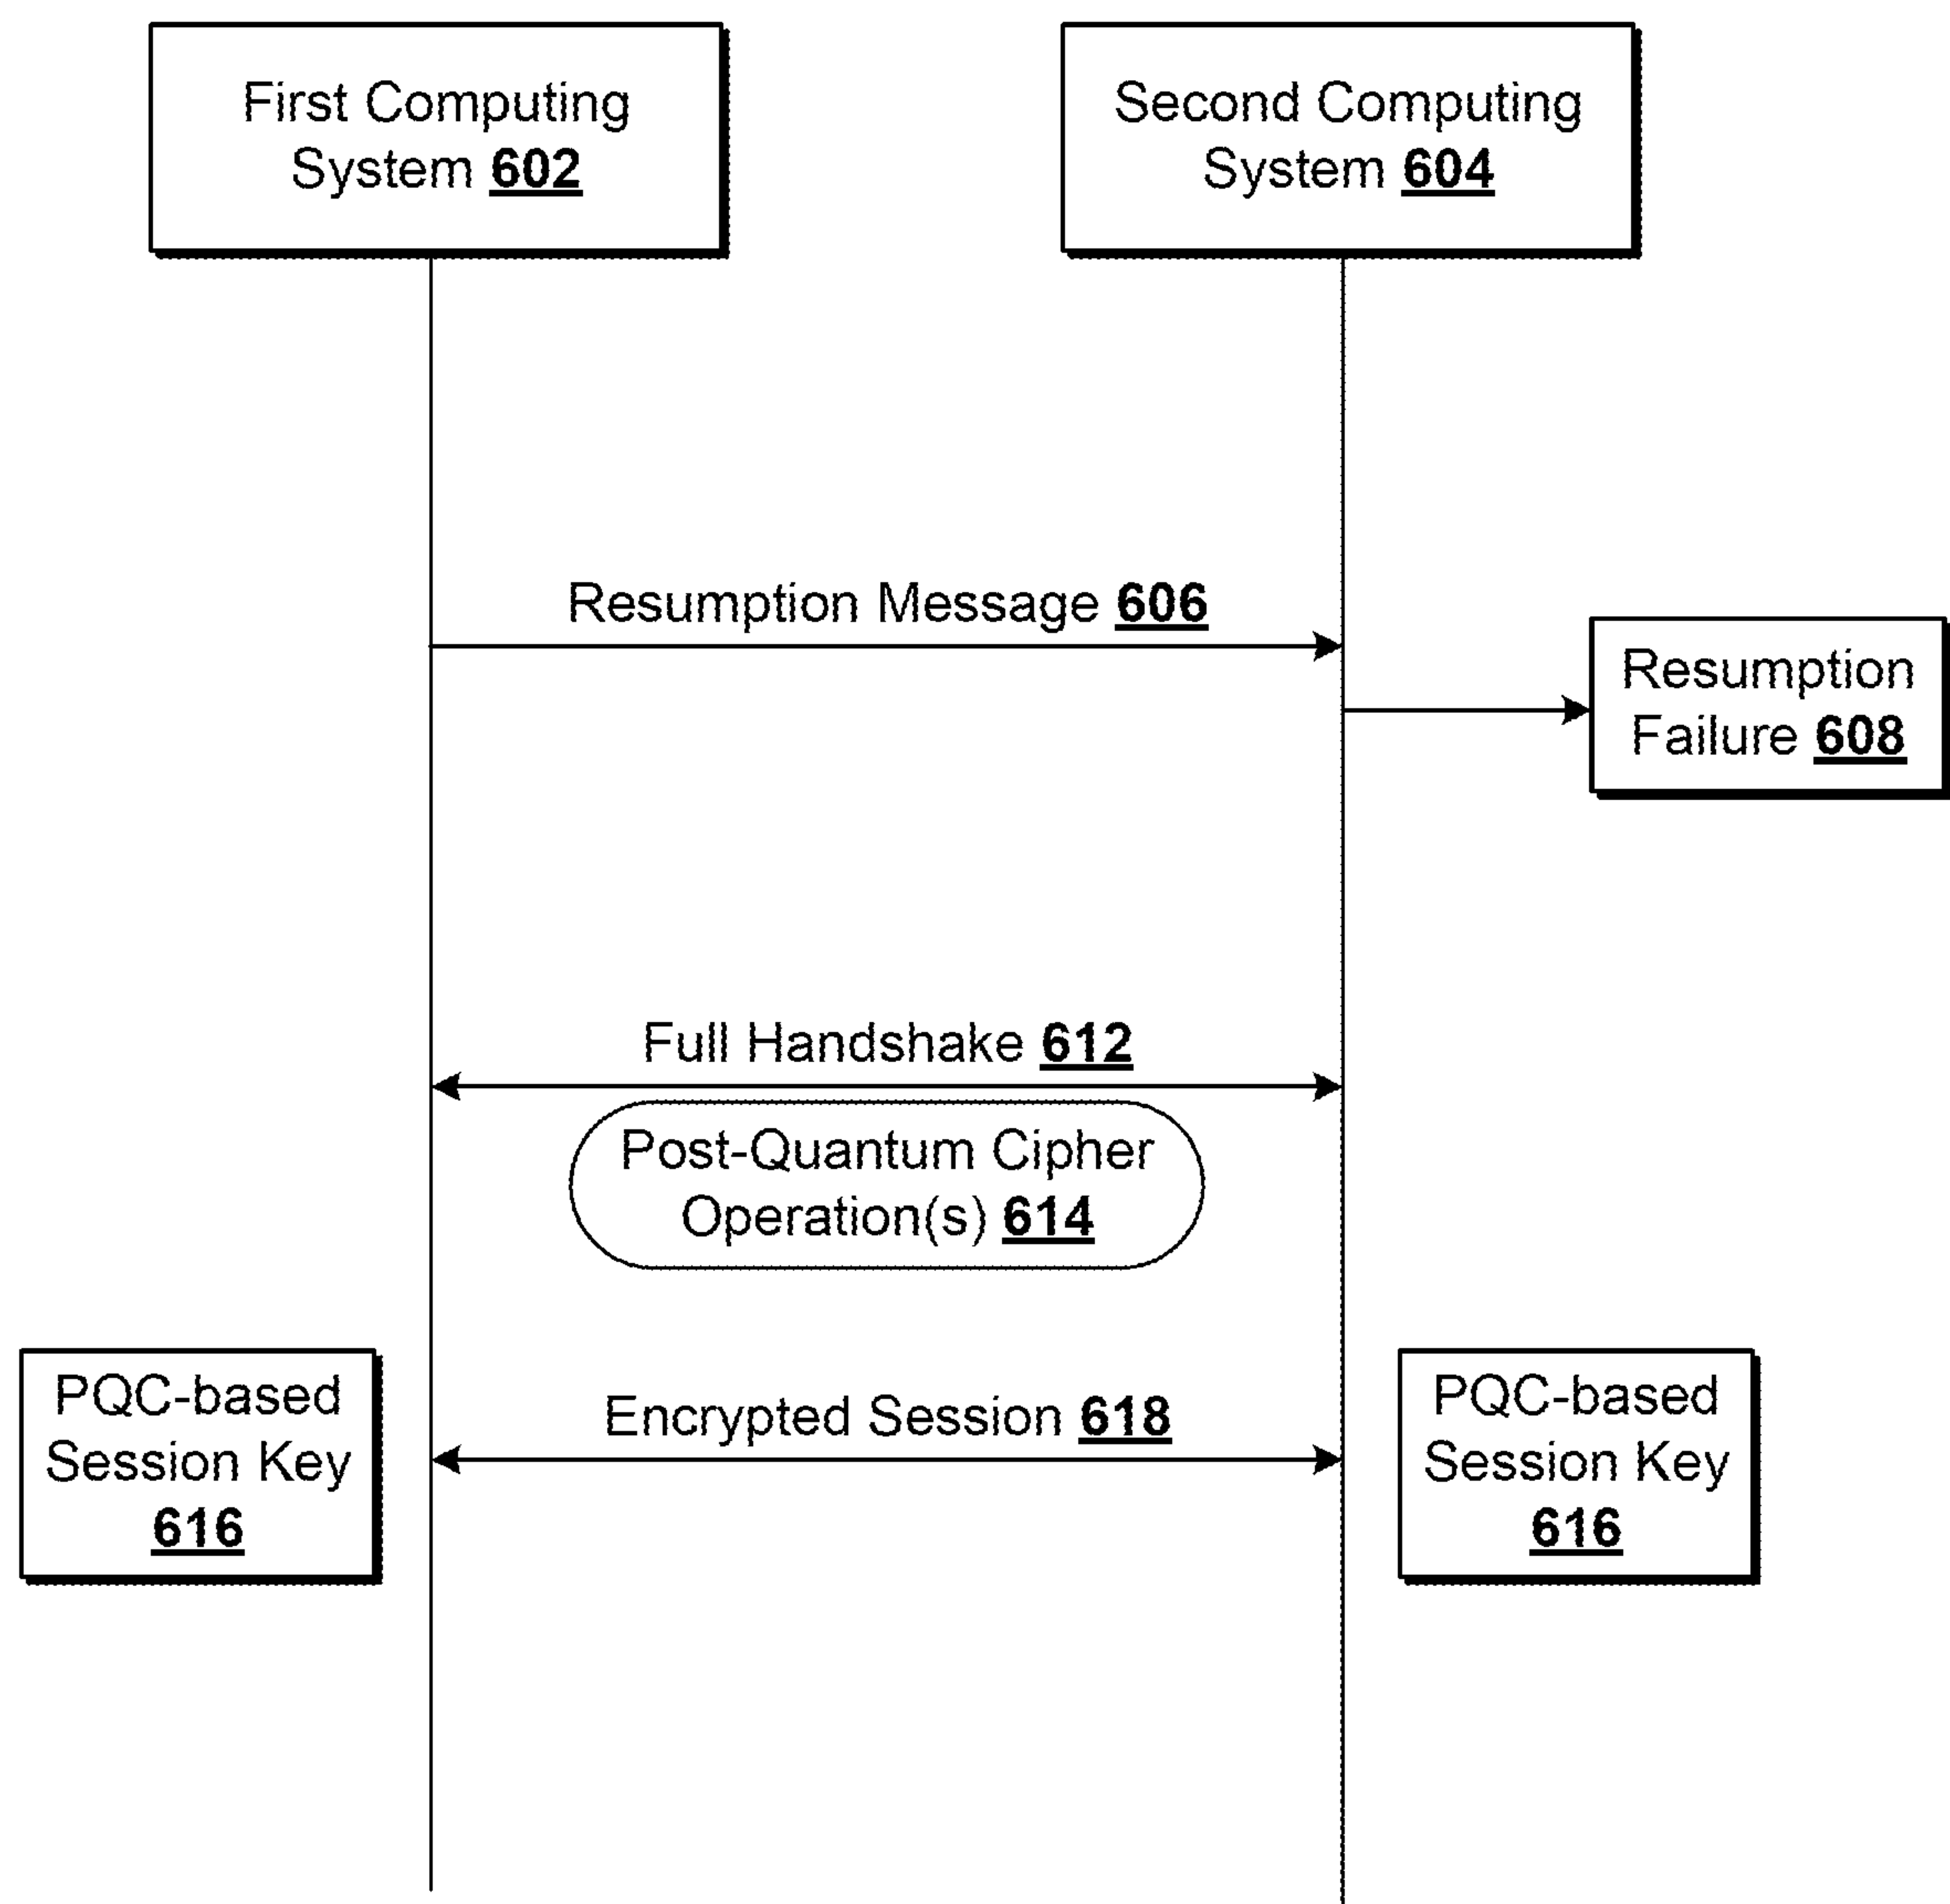 First Computing
System 602
Second Computing
System 604
Resumption Message 606
Resumption
Failure 608
Full Handshake 612
Post-Quantum Cipher
Operation(s) 614
PQC-based
Session Key
616
Encrypted Session 618
PQC-based
Session Key
616